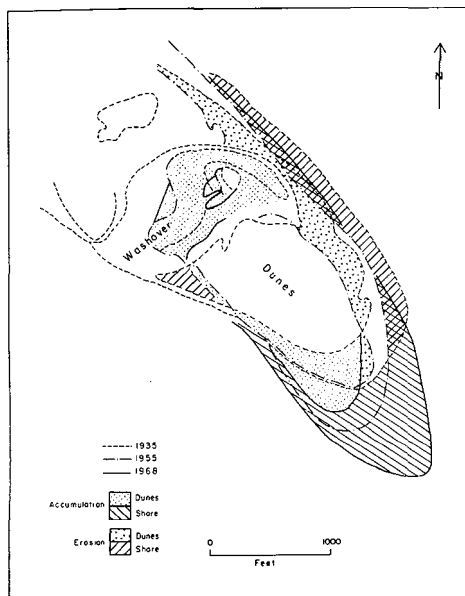 N
Washover
Dunes
1935
1955
1968
Accumulation
Dunes
Shore
Erosion
Dunes
Shore
0 1000
Feet